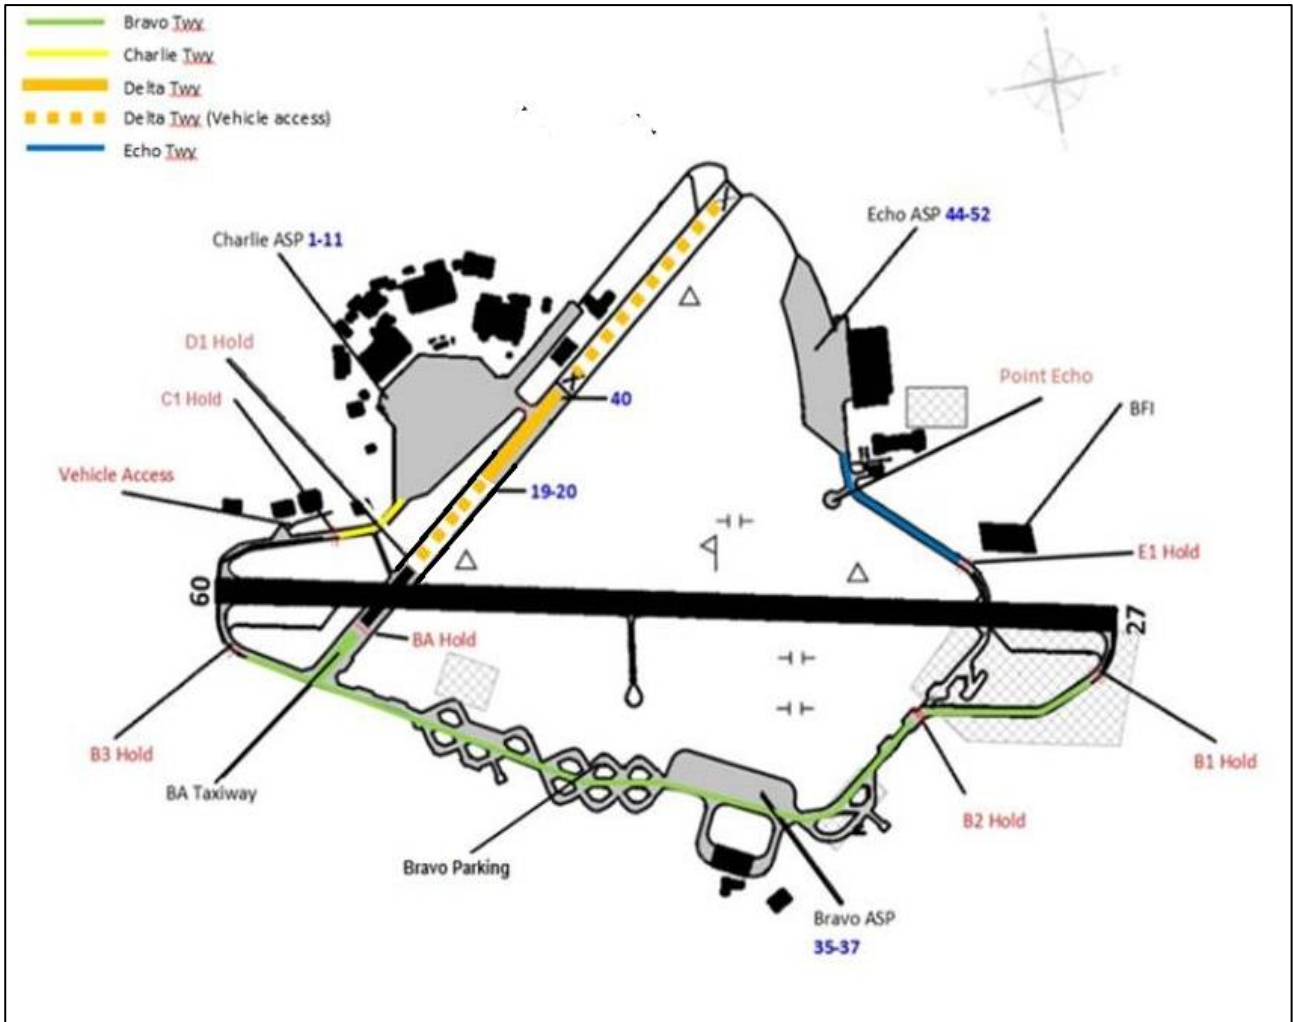 Bravo Twy
Charlie Twy
Delta Twy
Delta Twy (Vehicle access)
Echo Twy
Echo ASP 44-52
Charlie ASP 1-11
D1 Hold
C1 Hold
Point Echo
BFI
40
Vehicle Access
19-20
E1 Hold
09
27
BA Hold
B3 Hold
BA Taxiway
B1 Hold
B2 Hold
Bravo Parking
Bravo ASP
35-37